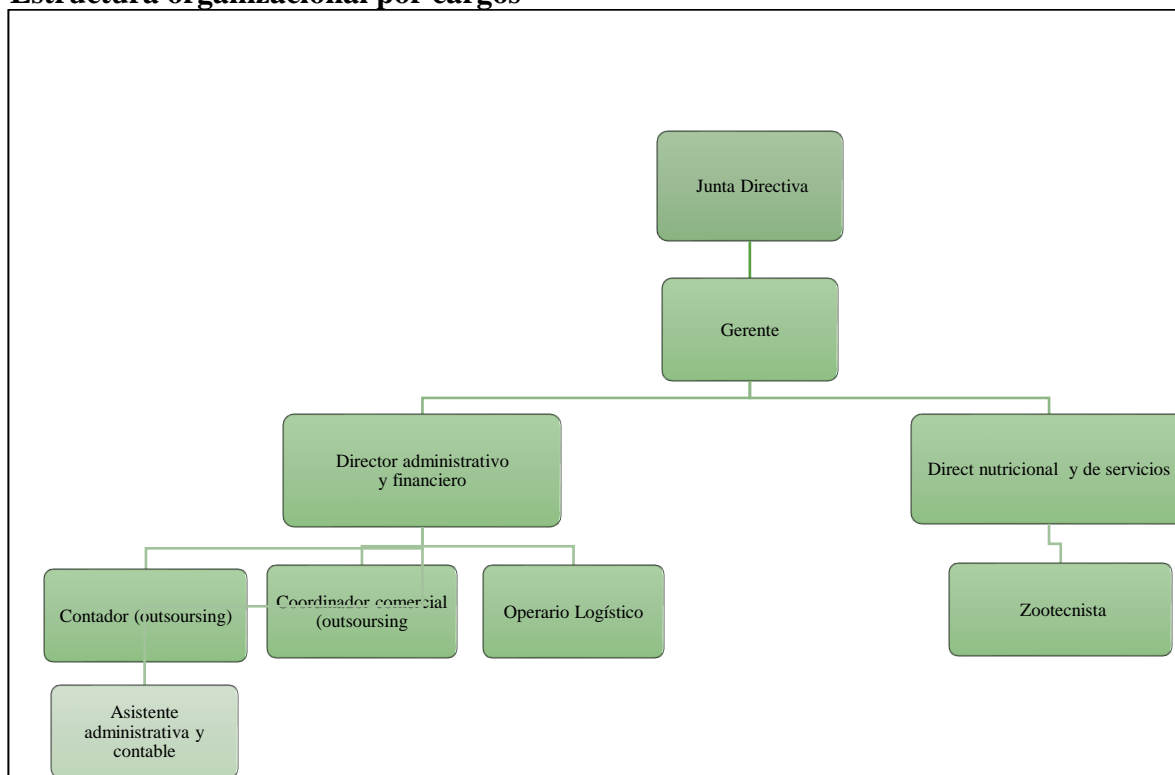 Estructura organizacional por cargos
Junta Directiva
Gerente
Director administrativo
y financiero
Direct nutricional y de servicios
Contador (outsoursing)
Coordinador comercial
(outsoursing
Operario Logístico
Zootecnista
Asistente
administrativa y
contable